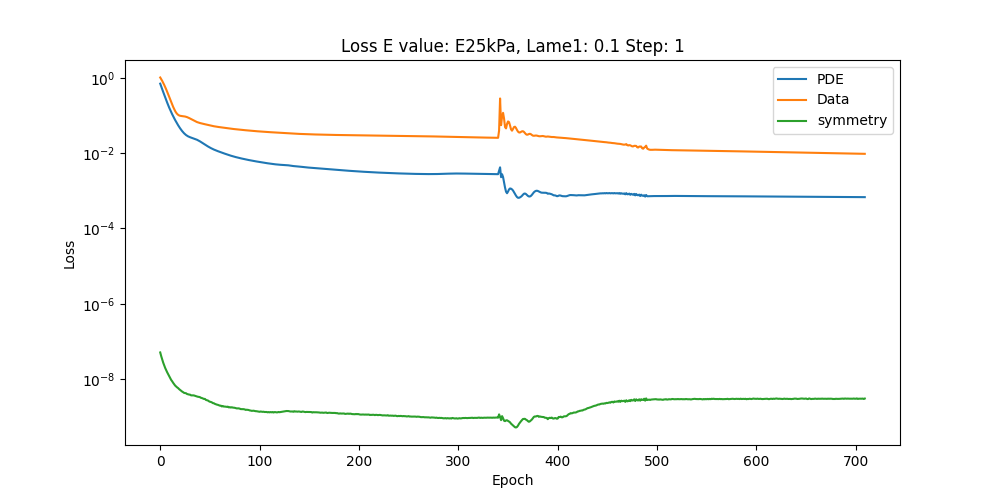 Loss E value: E25kPa, Lame1: 0.1 Step: 1
PDE
Data
symmetry
10^0
10^-2
10^-4
10^-6
10^-8
Loss
0 100 200 300 400 500 600 700
Epoch